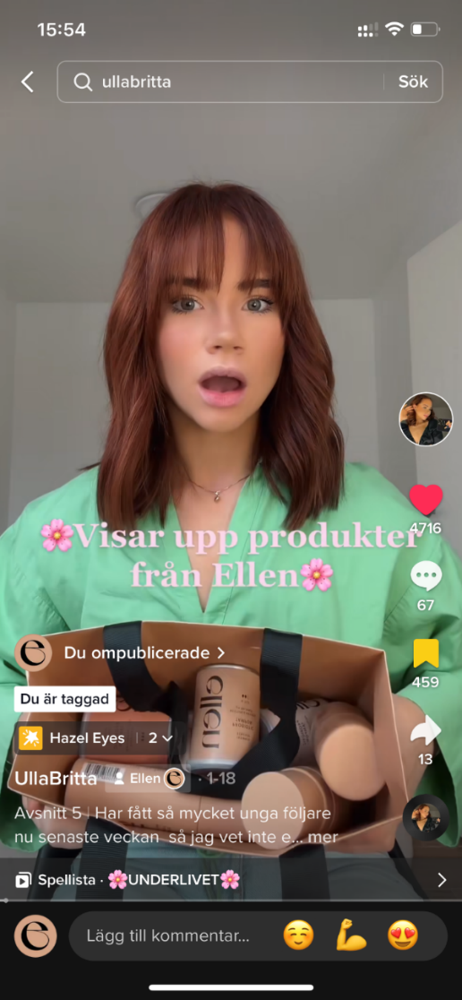 15:54
ullabritta
Sök
🌸Visar upp produkter
från Ellen🌸
4716
67
459
13
Du ompublicerade >
Du är taggad
Hazel Eyes
2
ellen
UllaBritta Ellen · 1-18
Avsnitt 5 | Har fått så mycket unga följare
nu senaste veckan så jag vet inte e... mer
Spellista · 🌸UNDERLIVET🌸
Lägg till kommentar...